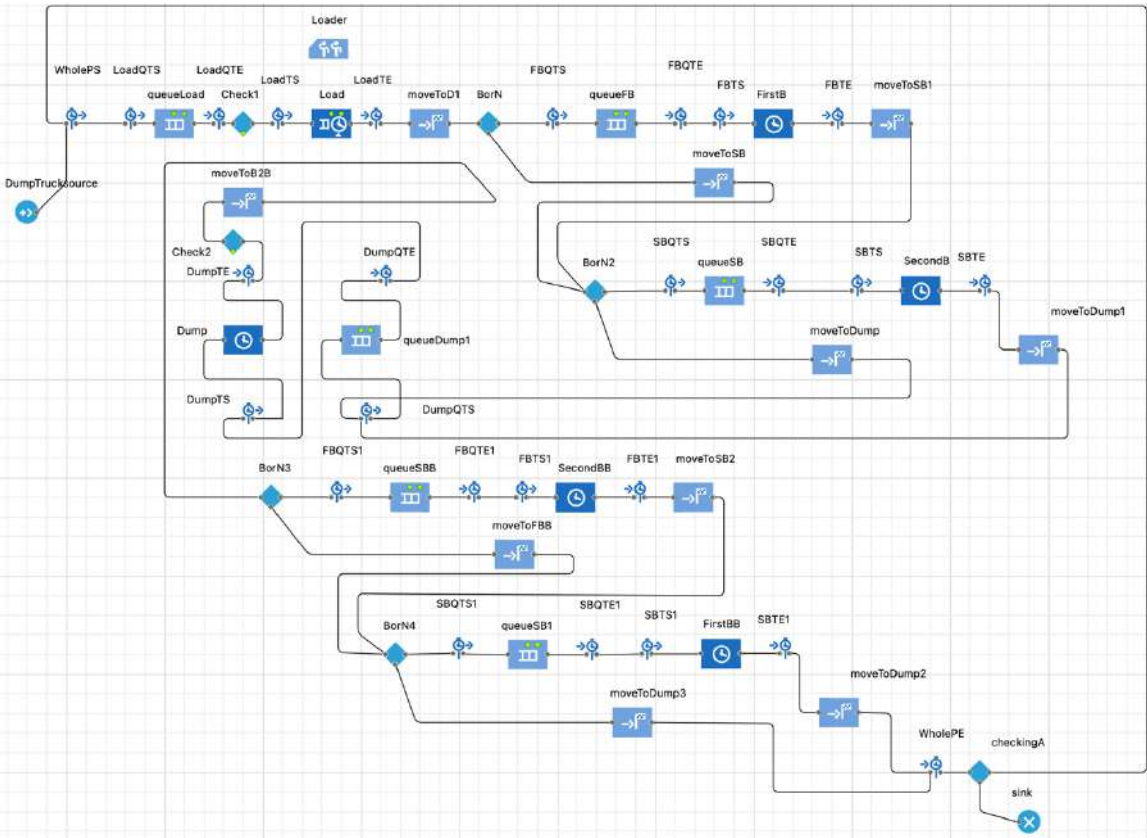 Loader
WholePS
LoadQTS
LoadQTE
LoadTS
LoadTE
queueLoad
Check1
Load
moveToD1
BorN
FBQTS
queueFB
FBQTE
FBTS
FirstB
FBTE
moveToSB1
moveToSB
DumpTrucksource
moveToB2B
Check2
DumpTE
Dump
DumpTS
DumpQTE
queueDump1
DumpQTS
BorN2
SBQTS
queueSB
SBQTE
SBTS
SecondB
SBTE
moveToDump
moveToDump1
BorN3
FBQTS1
queueSBB
FBQTE1
FBTS1
SecondBB
FBTE1
moveToSB2
moveToFBB
BorN4
SBQTS1
queueSB1
SBQTE1
SBTS1
FirstBB
SBTE1
moveToDump3
moveToDump2
WholePE
checkingA
sink